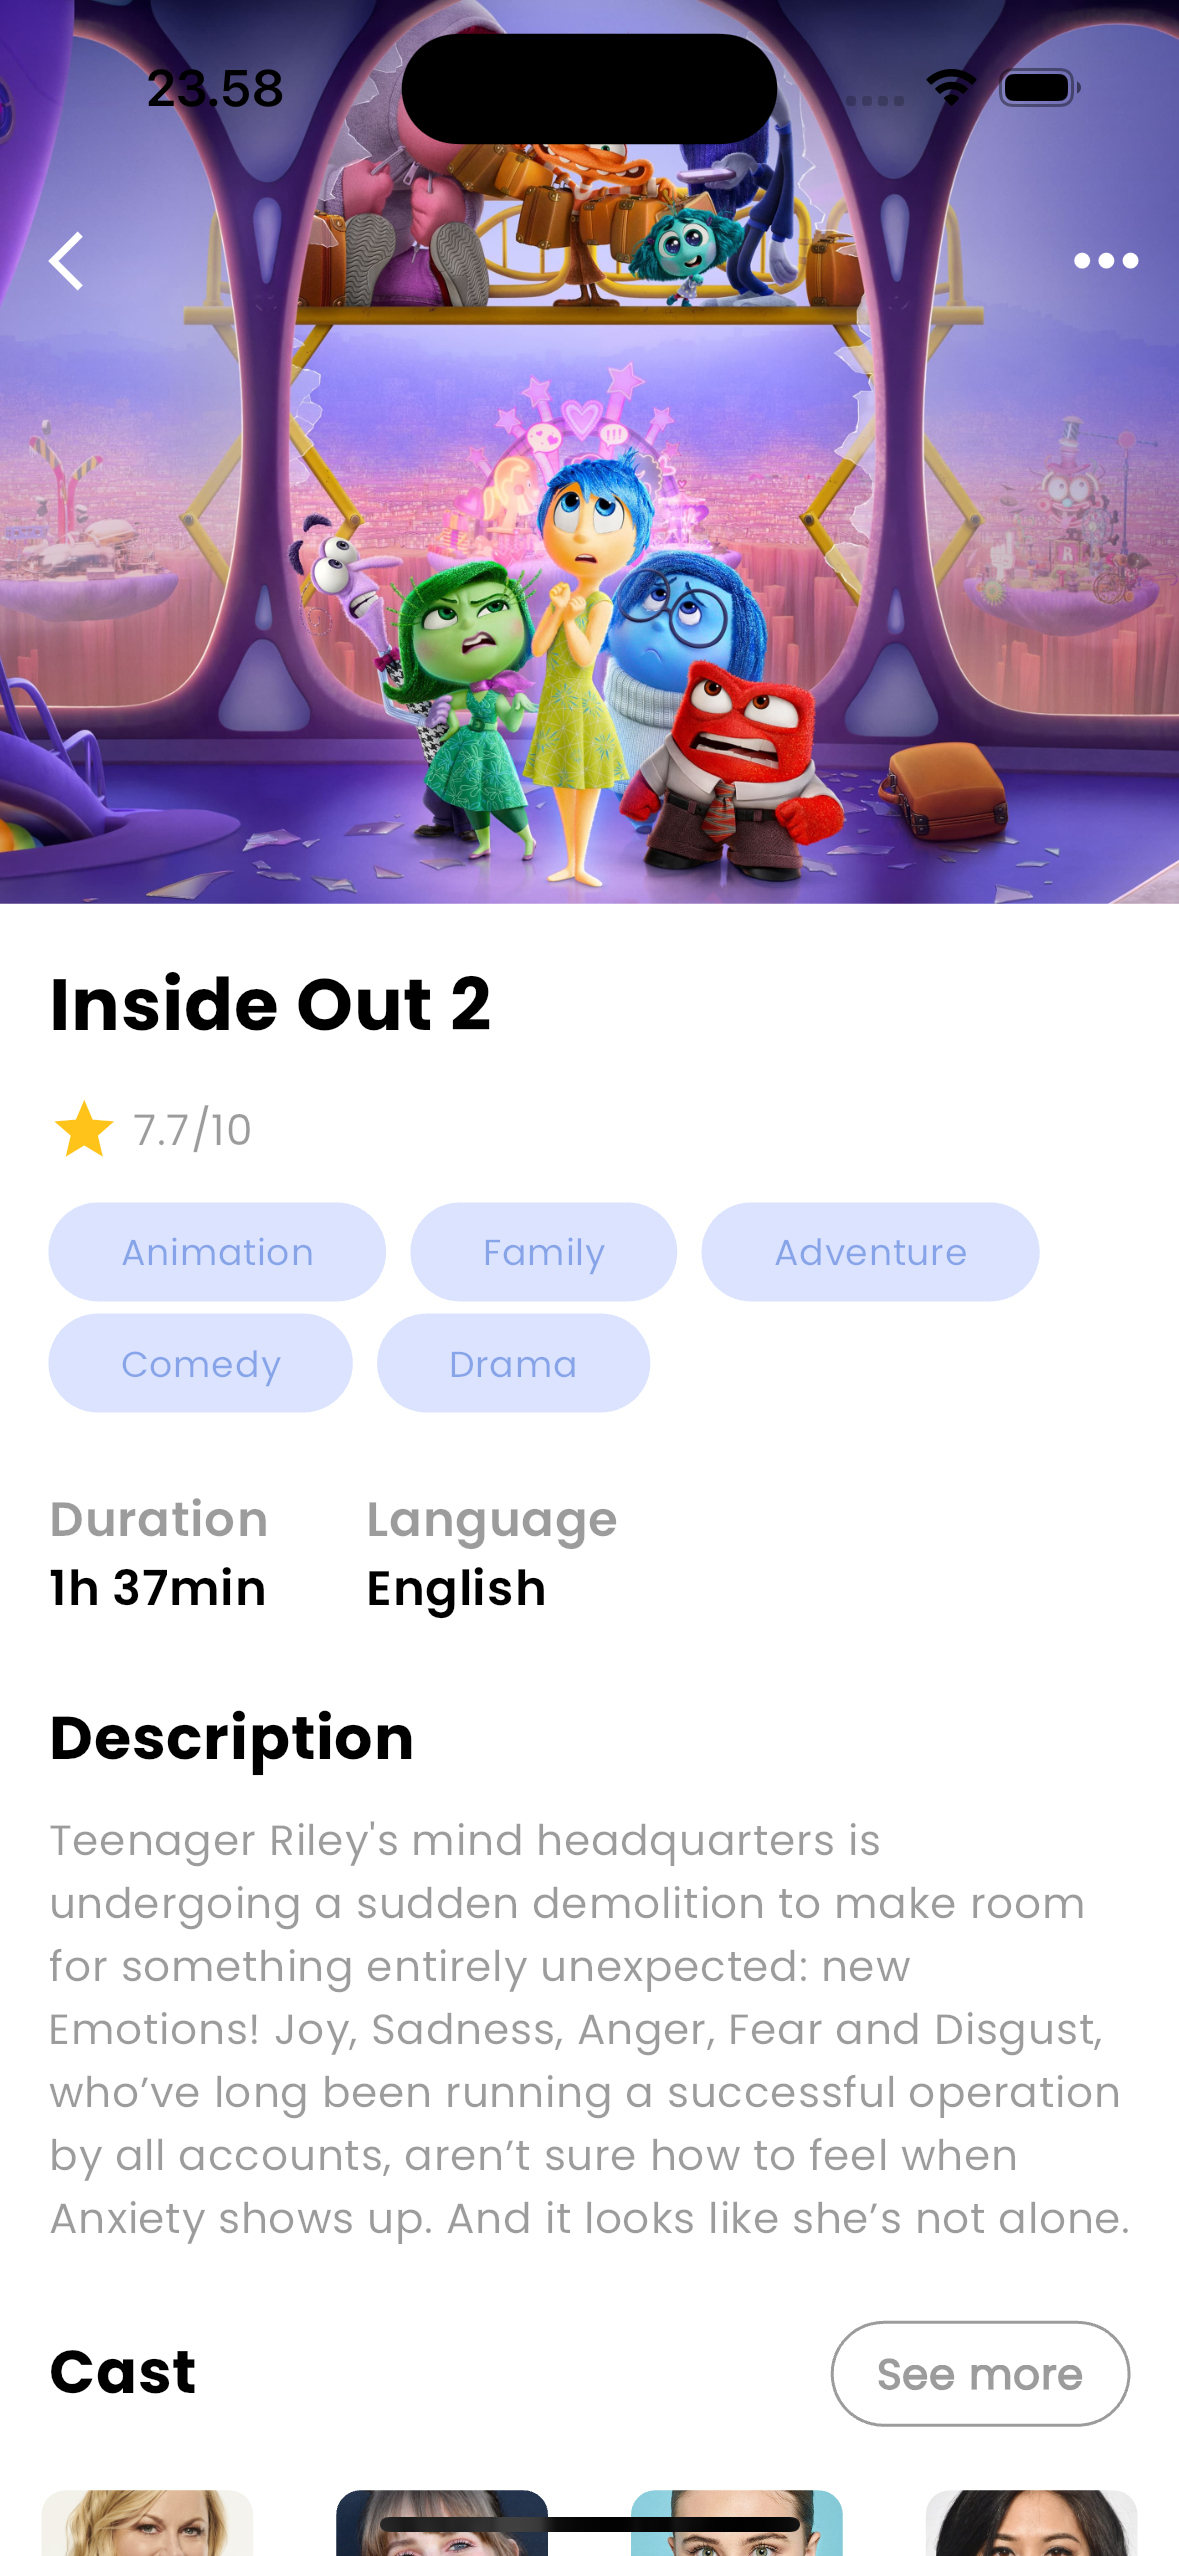 23.58
Inside Out 2
7.7/10
Animation
Family
Adventure
Comedy
Drama
Duration
Language
1h 37min
English
Description
Teenager Riley's mind headquarters is
undergoing a sudden demolition to make room
for something entirely unexpected: new
Emotions! Joy, Sadness, Anger, Fear and Disgust,
who’ve long been running a successful operation
by all accounts, aren’t sure how to feel when
Anxiety shows up. And it looks like she’s not alone.
Cast
See more